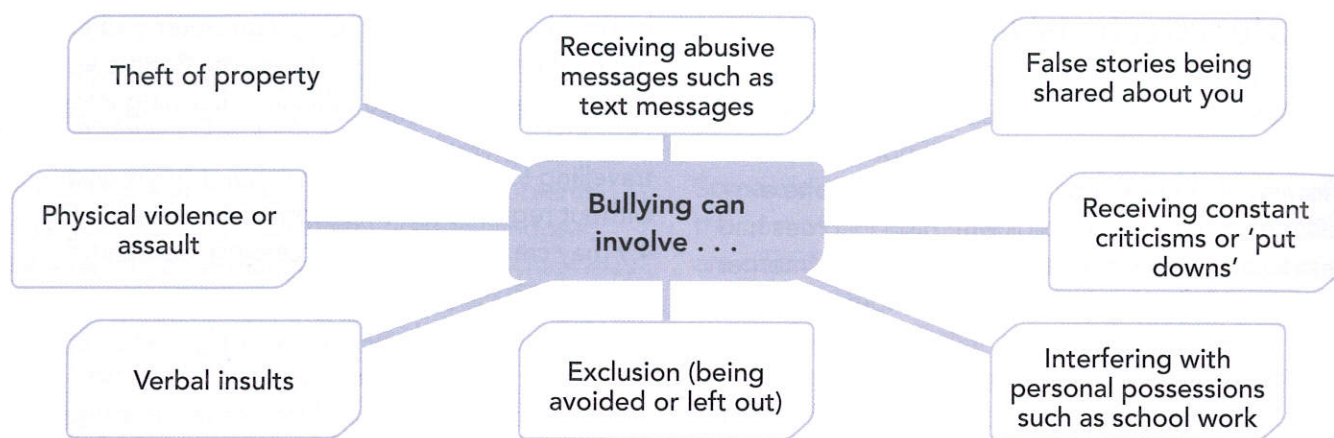 Theft of property
Receiving abusive
messages such as
text messages
False stories being
shared about you
Physical violence or
assault
Bullying can
involve . . .
Receiving constant
criticisms or ‘put
downs’
Verbal insults
Exclusion (being
avoided or left out)
Interfering with
personal possessions
such as school work